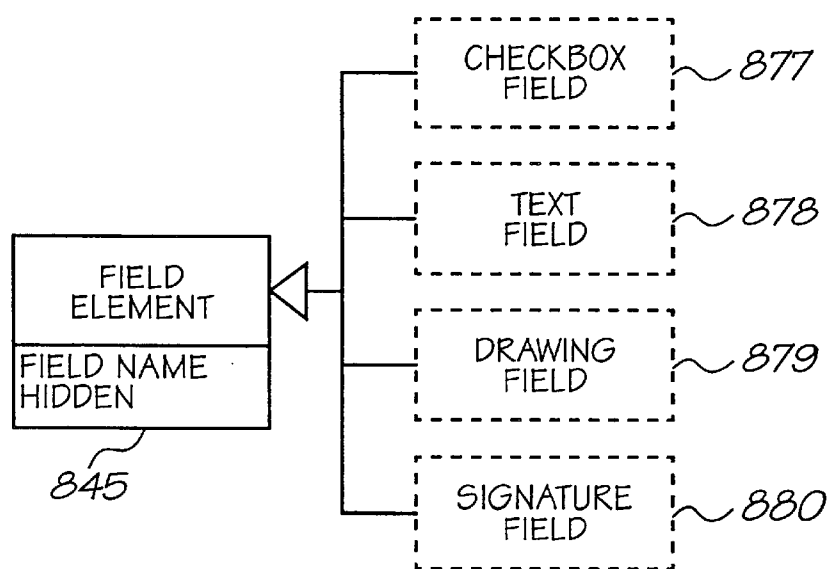 CHECKBOX
FIELD
877
TEXT
FIELD
878
FIELD
ELEMENT
FIELD NAME
HIDDEN
845
DRAWING
FIELD
879
SIGNATURE
FIELD
880